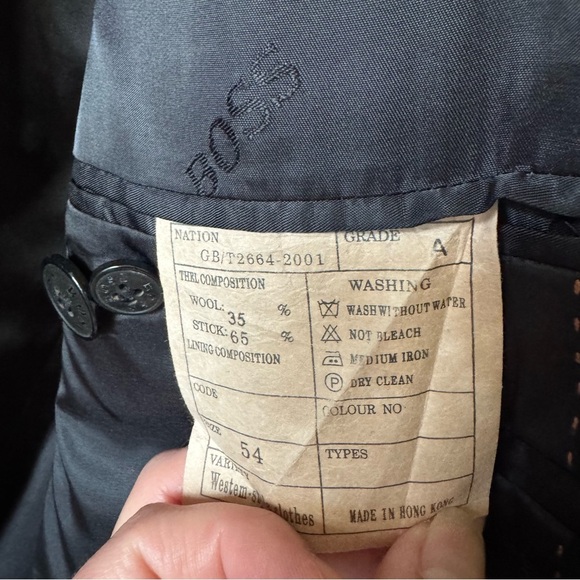 BOSS
NATION
GB/T2664-2001
GRADE A
THEL COMPOSITION
WOOL: 35 %
STICK: 65 %
LINING COMPOSITION
WASHING
WASH WITHOUT WATER
NOT BLEACH
MEDIUM IRON
P DRY CLEAN
CODE
COLOUR NO
54
TYPES
MADE IN HONG KONG